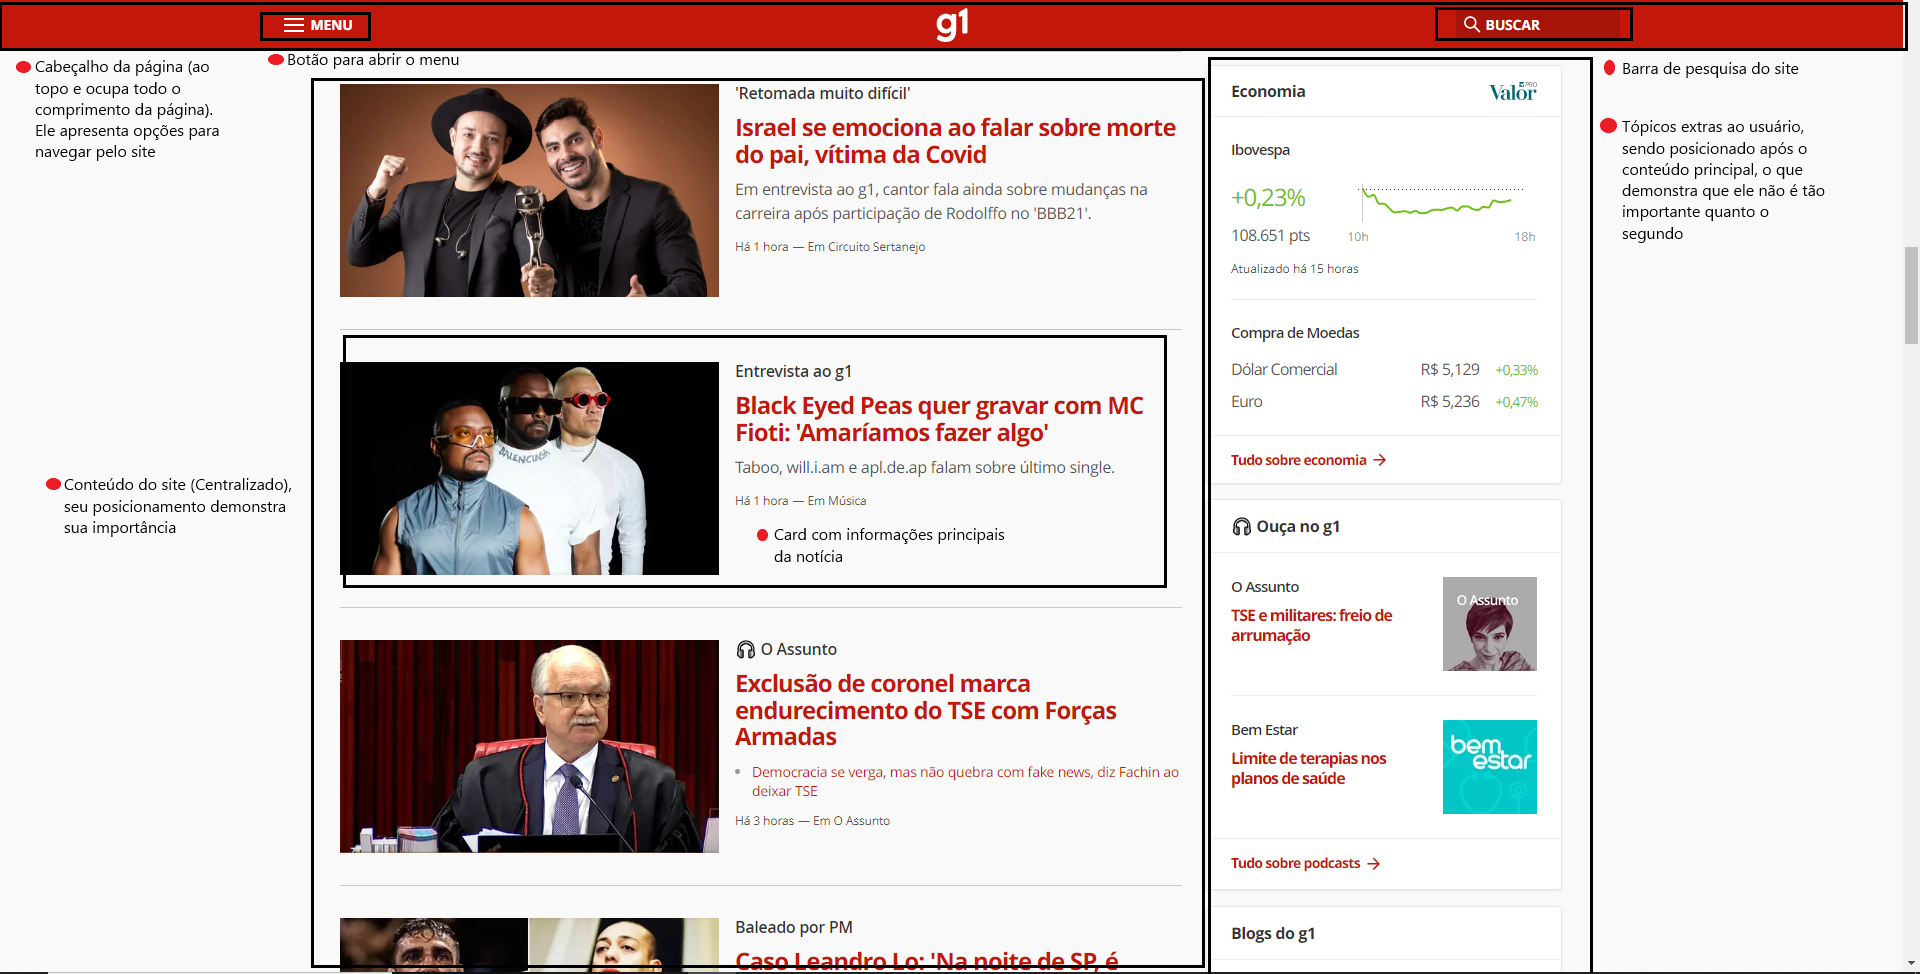 MENU
g1
BUSCAR
Cabeçalho da página (ao
topo e ocupa todo o
comprimento da página).
Ele apresenta opções para
navegar pelo site
Botão para abrir o menu
Conteúdo do site (Centralizado),
seu posicionamento demonstra
sua importância
'Retomada muito difícil'
Israel se emociona ao falar sobre morte
do pai, vítima da Covid
Em entrevista ao g1, cantor fala ainda sobre mudanças na
carreira após participação de Rodolffo no 'BBB21'.
Há 1 hora — Em Circuito Sertanejo
BALENCIAGA
Entrevista ao g1
Black Eyed Peas quer gravar com MC
Fioti: 'Amaríamos fazer algo'
Taboo, will.i.am e apl.de.ap falam sobre último single.
Há 1 hora — Em Música
Card com informações principais
da notícia
O Assunto
Exclusão de coronel marca
endurecimento do TSE com Forças
Armadas
Democracia se verga, mas não quebra com fake news, diz Fachin ao
deixar TSE
Há 3 horas — Em O Assunto
Baleado por PM
Caso Leandro Lo: 'Na noite de SP, é
Economia
Valor PRO
Ibovespa
+0,23%
108.651 pts
10h
18h
Atualizado há 15 horas
Compra de Moedas
Dólar Comercial R$ 5,129 +0,33%
Euro R$ 5,236 +0,47%
Tudo sobre economia
Ouça no g1
O Assunto
TSE e militares: freio de
arrumação
O Assunto
Bem Estar
Limite de terapias nos
planos de saúde
bem
estar
Tudo sobre podcasts
Blogs do g1
Barra de pesquisa do site
Tópicos extras ao usuário,
sendo posicionado após o
conteúdo principal, o que
demonstra que ele não é tão
importante quanto o
segundo